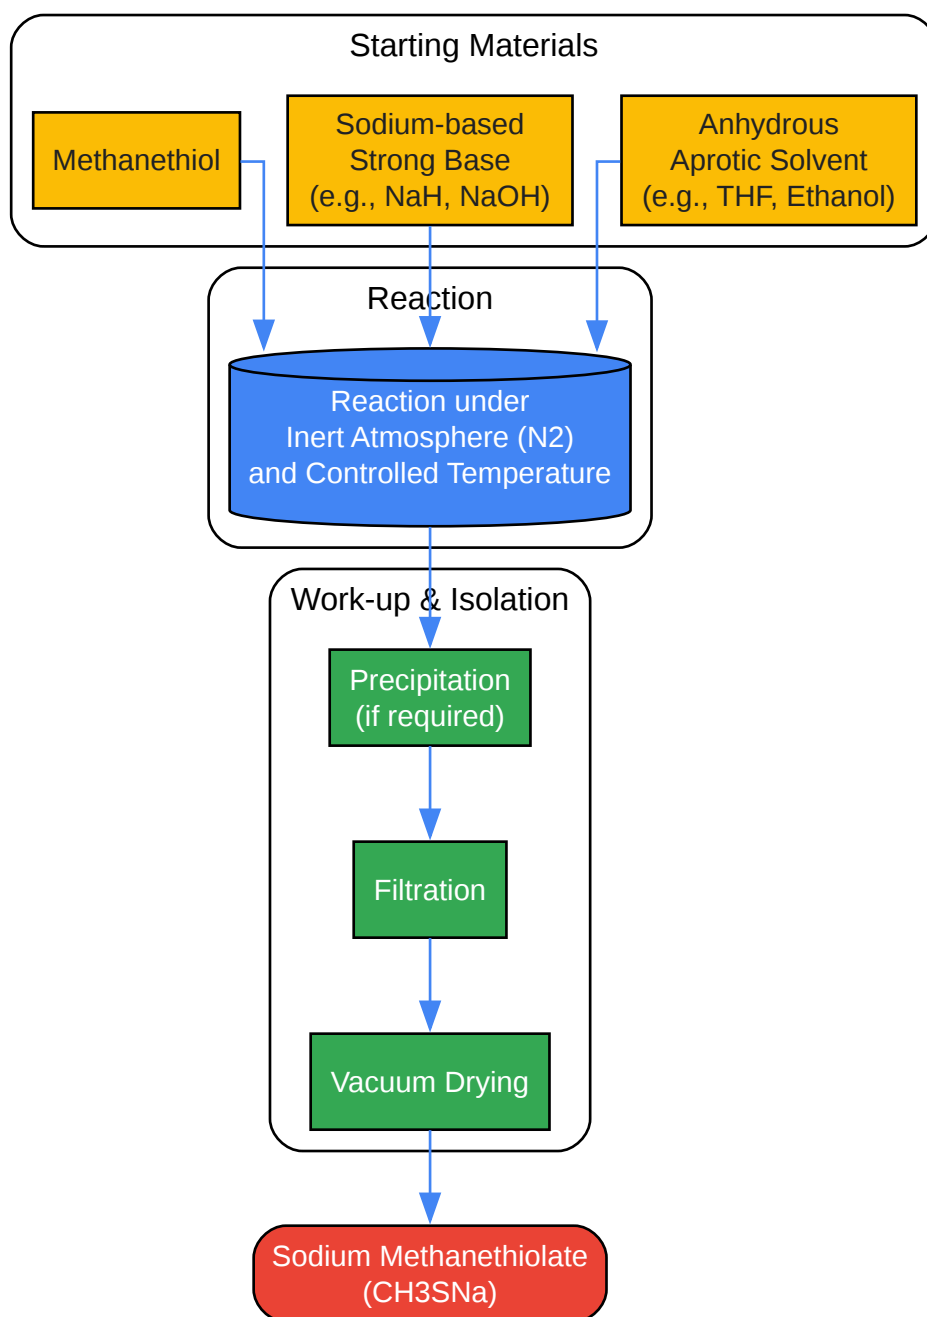 Starting Materials
Methanethiol
Sodium-based
Strong Base
(e.g., NaH, NaOH)
Anhydrous
Aprotic Solvent
(e.g., THF, Ethanol)
Reaction
Reaction under
Inert Atmosphere (N2)
and Controlled Temperature
Work-up & Isolation
Precipitation
(if required)
Filtration
Vacuum Drying
Sodium Methanethiolate
(CH3SNa)